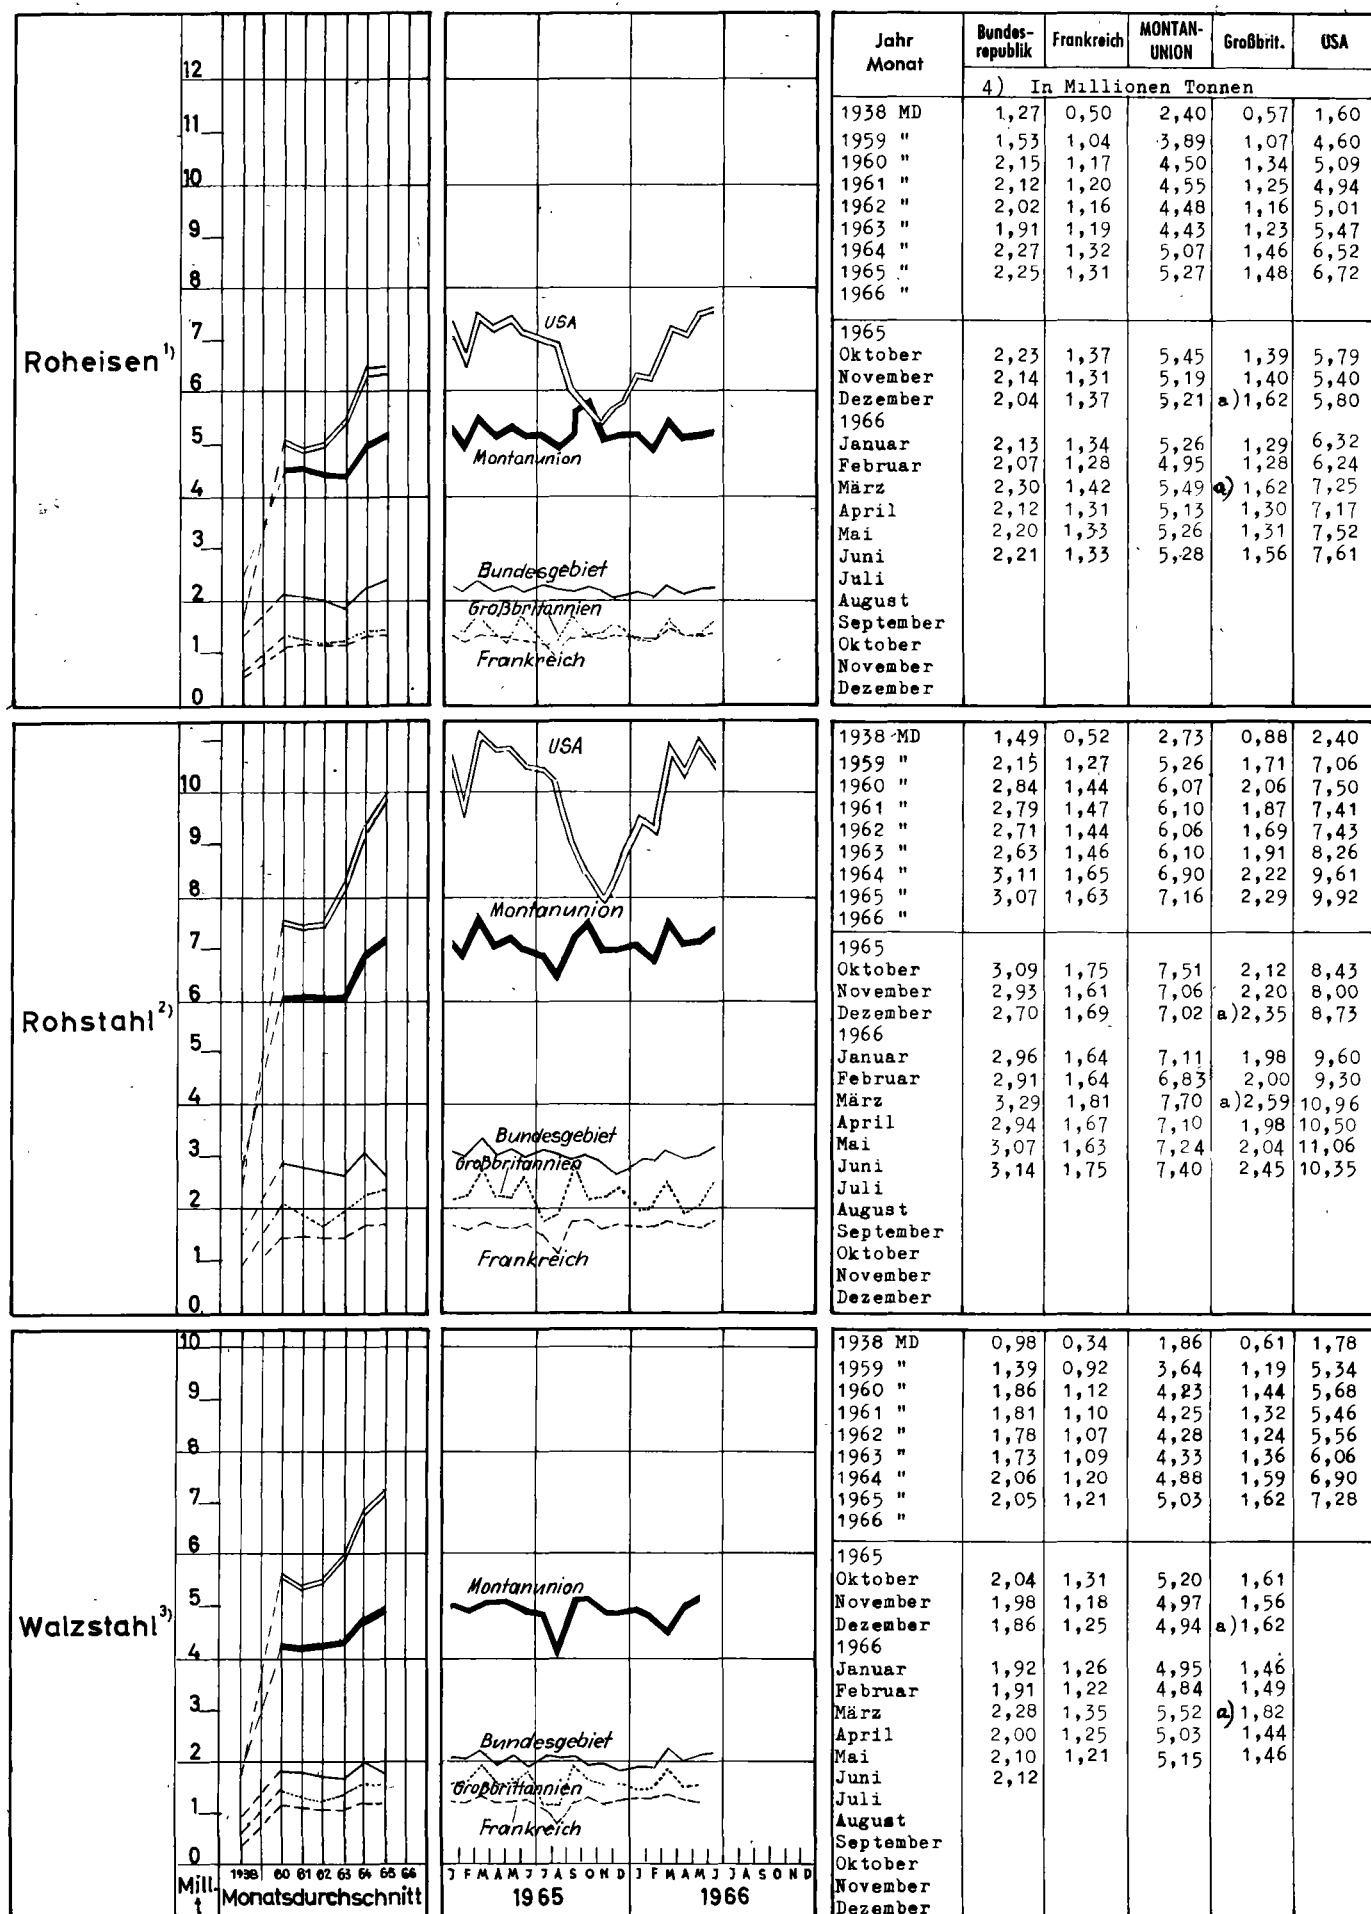 Jahr Monat Bundes-republik Frankreich MONTAN-UNION Großbrit. USA
4) In Millionen Tonnen
Roheisen 1)
12
11
10
9
8
7
6
5
4
3
2
1
0
USA
Montanunion
Bundesgebiet
Großbritannien
Frankreich
1938 MD 1,27 0,50 2,40 0,57 1,60
1959 " 1,53 1,04 3,89 1,07 4,60
1960 " 2,15 1,17 4,50 1,34 5,09
1961 " 2,12 1,20 4,55 1,25 4,94
1962 " 2,02 1,16 4,48 1,16 5,01
1963 " 1,91 1,19 4,43 1,23 5,47
1964 " 2,27 1,32 5,07 1,46 6,52
1965 " 2,25 1,31 5,27 1,48 6,72
1966 "
1965
Oktober 2,23 1,37 5,45 1,39 5,79
November 2,14 1,31 5,19 1,40 5,40
Dezember 2,04 1,37 5,21 a)1,62 5,80
1966
Januar 2,13 1,34 5,26 1,29 6,32
Februar 2,07 1,28 4,95 1,28 6,24
März 2,30 1,42 5,49 a) 1,62 7,25
April 2,12 1,31 5,13 1,30 7,17
Mai 2,20 1,33 5,26 1,31 7,52
Juni 2,21 1,33 5,28 1,56 7,61
Juli
August
September
Oktober
November
Dezember
Rohstahl 2)
10
9
8
7
6
5
4
3
2
1
0
USA
Montanunion
Bundesgebiet
Großbritannien
Frankreich
1938 MD 1,49 0,52 2,73 0,88 2,40
1959 " 2,15 1,27 5,26 1,71 7,06
1960 " 2,84 1,44 6,07 2,06 7,50
1961 " 2,79 1,47 6,10 1,87 7,41
1962 " 2,71 1,44 6,06 1,69 7,43
1963 " 2,63 1,46 6,10 1,91 8,26
1964 " 3,11 1,65 6,90 2,22 9,61
1965 " 3,07 1,63 7,16 2,29 9,92
1966 "
1965
Oktober 3,09 1,75 7,51 2,12 8,43
November 2,93 1,61 7,06 2,20 8,00
Dezember 2,70 1,69 7,02 a)2,35 8,73
1966
Januar 2,96 1,64 7,11 1,98 9,60
Februar 2,91 1,64 6,83 2,00 9,30
März 3,29 1,81 7,70 a)2,59 10,96
April 2,94 1,67 7,10 1,98 10,50
Mai 3,07 1,63 7,24 2,04 11,06
Juni 3,14 1,75 7,40 2,45 10,35
Juli
August
September
Oktober
November
Dezember
Walzstahl 3)
10
9
8
7
6
5
4
3
2
1
0
Montanunion
Bundesgebiet
Großbrittannien
Frankreich
1938 MD 0,98 0,34 1,86 0,61 1,78
1959 " 1,39 0,92 3,64 1,19 5,34
1960 " 1,86 1,12 4,23 1,44 5,68
1961 " 1,81 1,10 4,25 1,32 5,46
1962 " 1,78 1,07 4,28 1,24 5,56
1963 " 1,73 1,09 4,33 1,36 6,06
1964 " 2,06 1,20 4,88 1,59 6,90
1965 " 2,05 1,21 5,03 1,62 7,28
1966 "
1965
Oktober 2,04 1,31 5,20 1,61
November 1,98 1,18 4,97 1,56
Dezember 1,86 1,25 4,94 a)1,62
1966
Januar 1,92 1,26 4,95 1,46
Februar 1,91 1,22 4,84 1,49
März 2,28 1,35 5,52 a) 1,82
April 2,00 1,25 5,03 1,44
Mai 2,10 1,21 5,15 1,46
Juni 2,12
Juli
August
September
Oktober
November
Dezember
1938 60 61 62 63 64 65 66
J F M A M J J A S O N D J F M A M J J A S O N D
Mill. t Monatsdurchschnitt 1965 1966